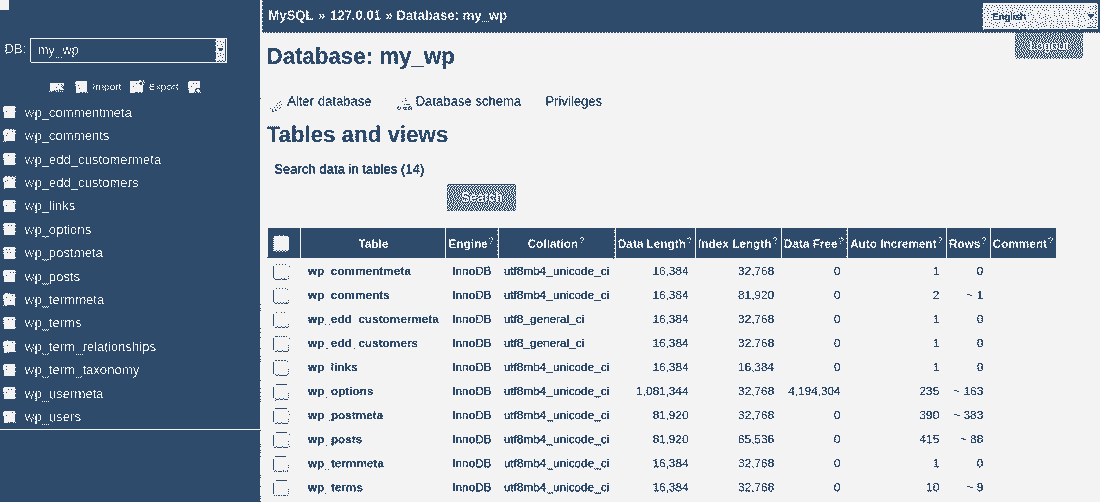 MySQL » 127.0.01 » Database: my_wp
English
Logout
DB: my_wp
Import Export
wp_commentmeta
wp_comments
wp_edd_customermeta
wp_edd_customers
wp_links
wp_options
wp_postmeta
wp_posts
wp_termmeta
wp_terms
wp_term_relationships
wp_term_taxonomy
wp_usermeta
wp_users
Database: my_wp
Alter database Database schema Privileges
Tables and views
Search data in tables (14)
Search
Table Engine? Collation? Data Length? Index Length? Data Free? Auto Increment? Rows? Comment?
wp_commentmeta InnoDB utf8mb4_unicode_ci 16,384 32,768 0 1 0
wp_comments InnoDB utf8mb4_unicode_ci 16,384 81,920 0 2 ~ 1
wp_edd_customermeta InnoDB utf8_general_ci 16,384 32,768 0 1 0
wp_edd_customers InnoDB utf8_general_ci 16,384 32,768 0 1 0
wp_links InnoDB utf8mb4_unicode_ci 16,384 16,384 0 1 0
wp_options InnoDB utf8mb4_unicode_ci 1,081,344 32,768 4,194,304 235 ~ 163
wp_postmeta InnoDB utf8mb4_unicode_ci 81,920 32,768 0 390 ~ 383
wp_posts InnoDB utf8mb4_unicode_ci 81,920 65,536 0 415 ~ 88
wp_termmeta InnoDB utf8mb4_unicode_ci 16,384 32,768 0 1 0
wp_terms InnoDB utf8mb4_unicode_ci 16,384 32,768 0 10 ~ 9